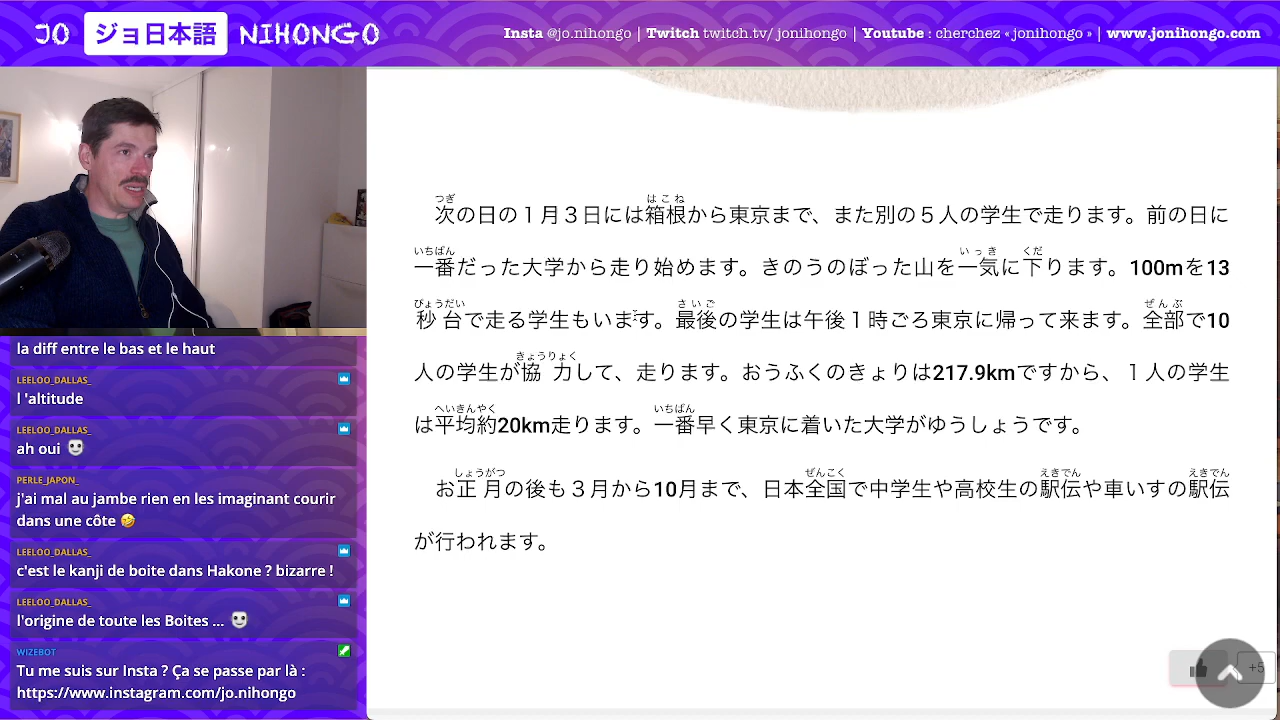 JO ジョ日本語 NIHONGO
Insta @jo.nihongo | Twitch twitch.tv/ jonihongo | Youtube : cherchez « jonihongo » | www.jonihongo.com
la diff entre le bas et le haut
LEELOO_DALLAS_
l 'altitude
LEELOO_DALLAS_
ah oui
PERLE_JAPON_
j'ai mal au jambe rien en les imaginant courir
dans une côte 🤣
LEELOO_DALLAS_
c'est le kanji de boite dans Hakone ? bizarre !
LEELOO_DALLAS_
l'origine de toute les Boites ...
WIZEBOT
Tu me suis sur Insta ? Ça se passe par là :
https://www.instagram.com/jo.nihongo
つぎ はこね
次の日の１月３日には箱根から東京まで、また別の５人の学生で走ります。前の日に
いちばん いっき くだ
一番だった大学から走り始めます。きのうのぼった山を一気に下ります。100mを13
びょうだい さいご ぜんぶ
秒台で走る学生もいます。最後の学生は午後１時ごろ東京に帰って来ます。全部で10
きょうりょく
人の学生が協力して、走ります。おうふくのきょりは217.9kmですから、１人の学生
へいきんやく いちばん
は平均約20km走ります。一番早く東京に着いた大学がゆうしょうです。
しょうがつ ぜんこく えきでん えきでん
お正月の後も３月から10月まで、日本全国で中学生や高校生の駅伝や車いすの駅伝
が行われます。
+5